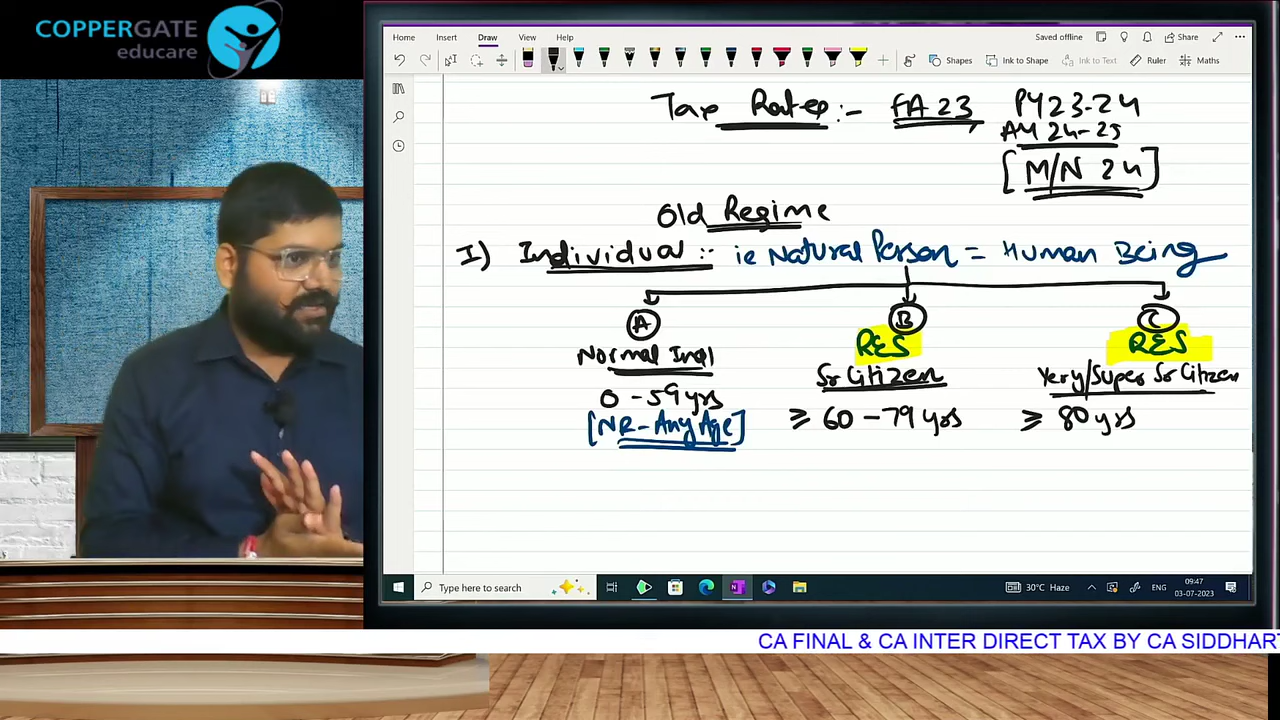 COPPERGATE
educare
Home Insert Draw View Help
Saved offline Share
Shapes Ink to Shape Ink to Text Ruler Maths
Tax Rates :- FA 23 PY 23-24
AY 24-25
[M/N 24]
Old Regime
I) Individual :- ie Natural Person = Human Being
A B C
RES RES
Normal Indl Sr Citizen Very/Super Sr Citizen
0 - 59 yrs ≥ 60 - 79 yrs ≥ 80 yrs
[NR - Any Age]
Type here to search
30°C Haze ENG 09:47
03-07-2023
CA FINAL & CA INTER DIRECT TAX BY CA SIDDHART